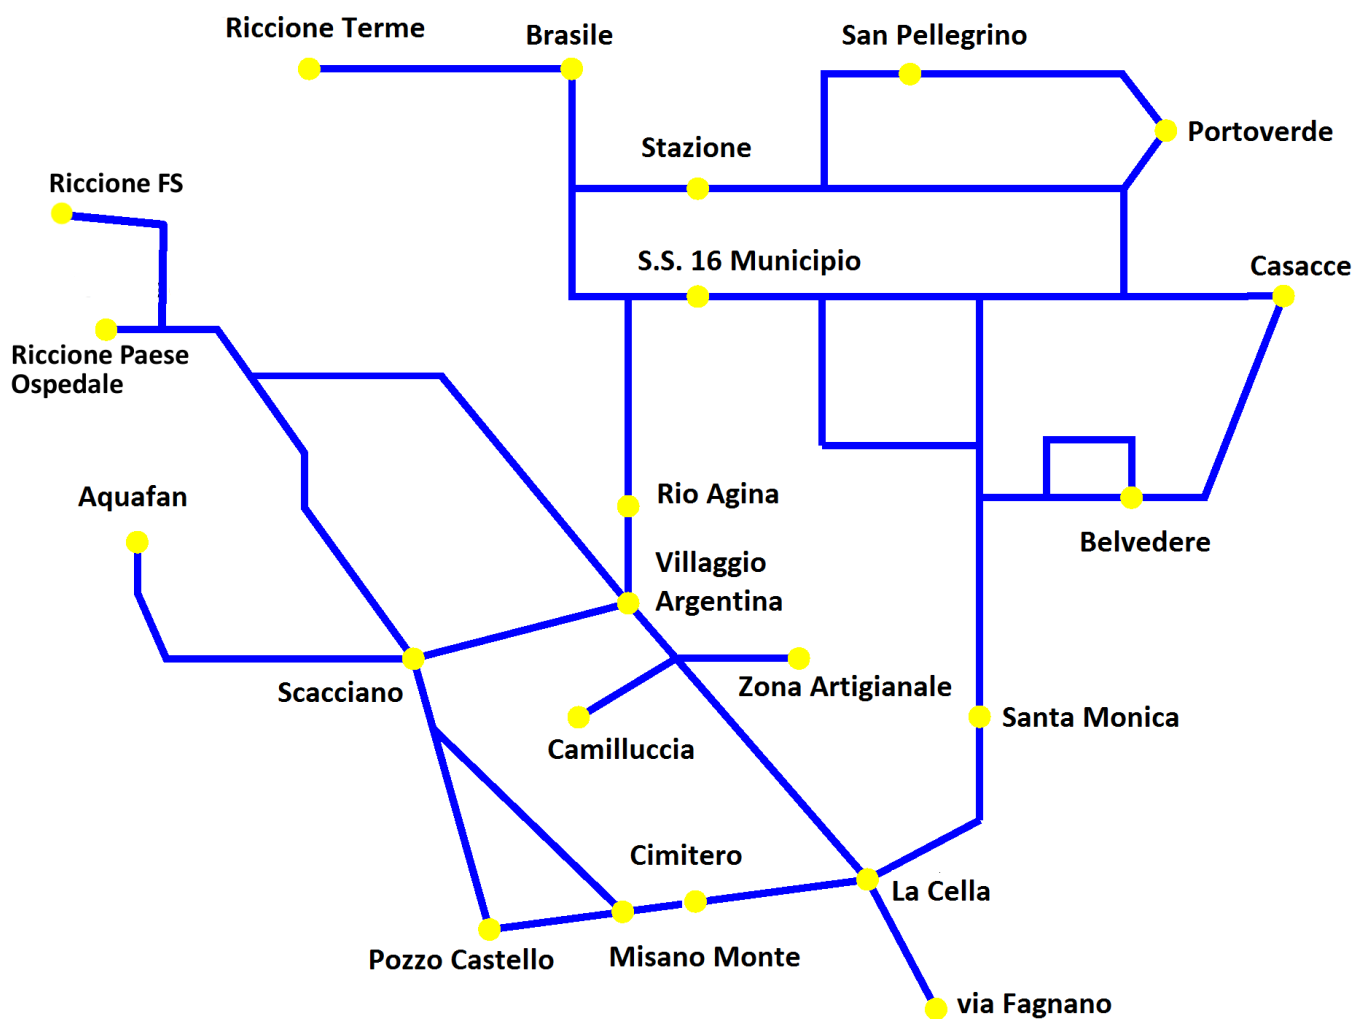 Riccione Terme
Brasile
San Pellegrino
Portoverde
Stazione
Riccione FS
S.S. 16 Municipio
Casacce
Riccione Paese
Ospedale
Aquafan
Rio Agina
Belvedere
Villaggio
Argentina
Scacciano
Zona Artigianale
Santa Monica
Camilluccia
Cimitero
La Cella
Pozzo Castello
Misano Monte
via Fagnano